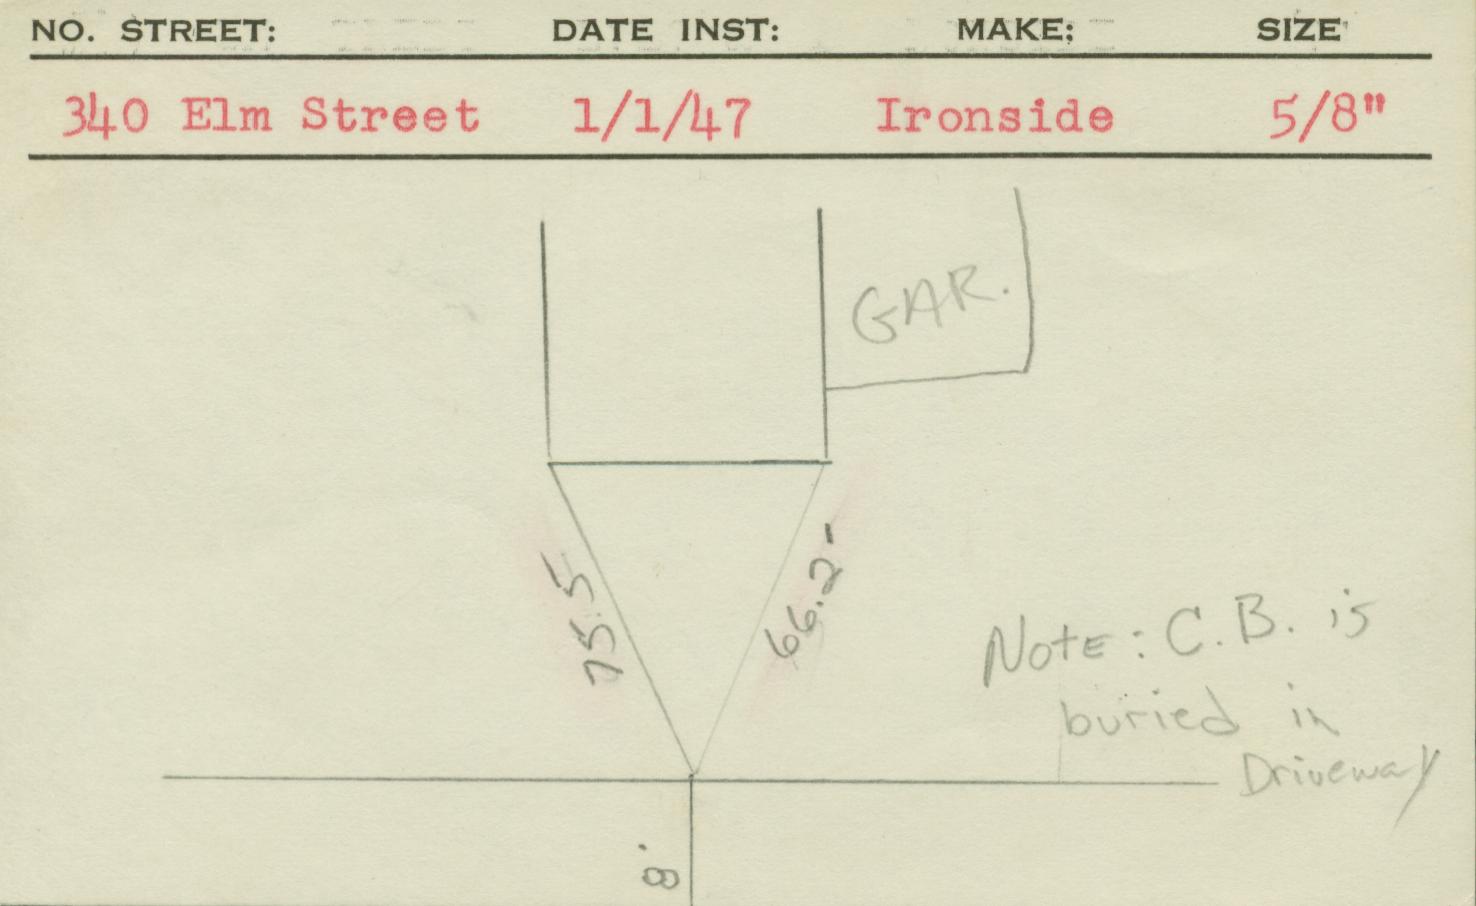 NO. STREET: DATE INST: MAKE: SIZE
340 Elm Street 1/1/47 Ironside 5/8"
GAR.
75.5
66.2-
Note: C.B. is
buried in
Driveway
8'